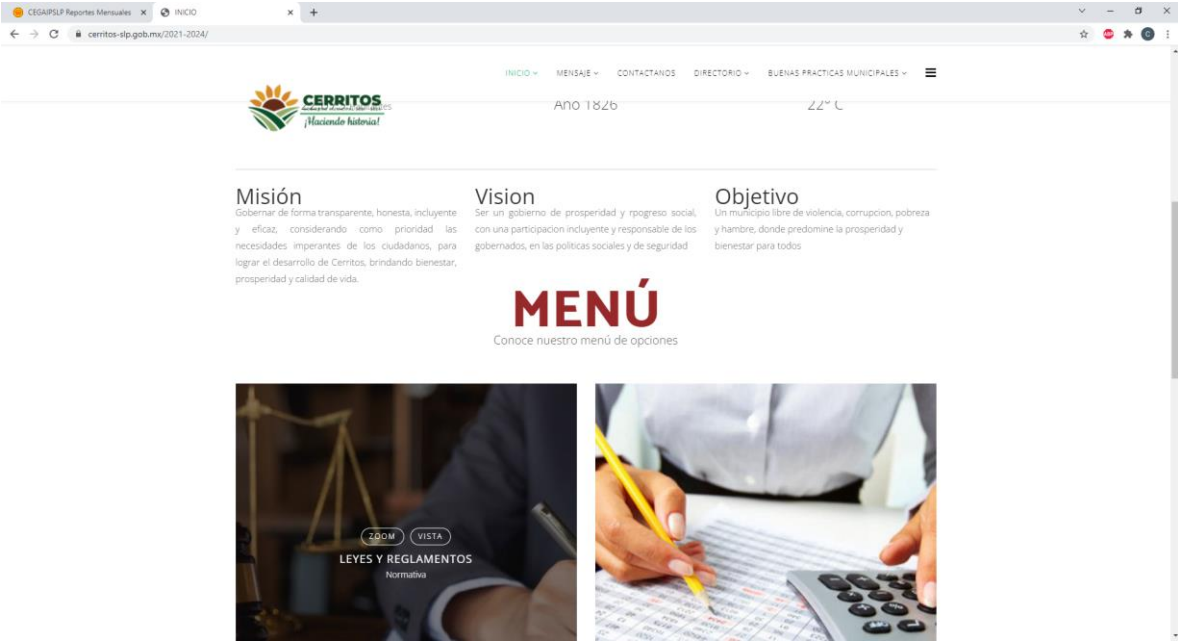 CEGAIPSLP Reportes Mensuales
INICIO
cerritos-slp.gob.mx/2021-2024/
ABP
C
INICIO
MENSAJE
CONTACTANOS
DIRECTORIO
BUENAS PRACTICAS MUNICIPALES
CERRITOS
¡Haciendo historia!
Año 1826
22° C
Misión
Gobernar de forma transparente, honesta, incluyente
y eficaz, considerando como prioridad las
necesidades imperantes de los ciudadanos, para
lograr el desarrollo de Cerritos, brindando bienestar,
prosperidad y calidad de vida.
Vision
Ser un gobierno de prosperidad y rpogreso social,
con una participacion incluyente y responsable de los
gobernados, en las politicas sociales y de seguridad
Objetivo
Un municipio libre de violencia, corrupcion, pobreza
y hambre, donde predomine la prosperidad y
bienestar para todos
MENÚ
Conoce nuestro menú de opciones
ZOOM
VISTA
LEYES Y REGLAMENTOS
Normativa